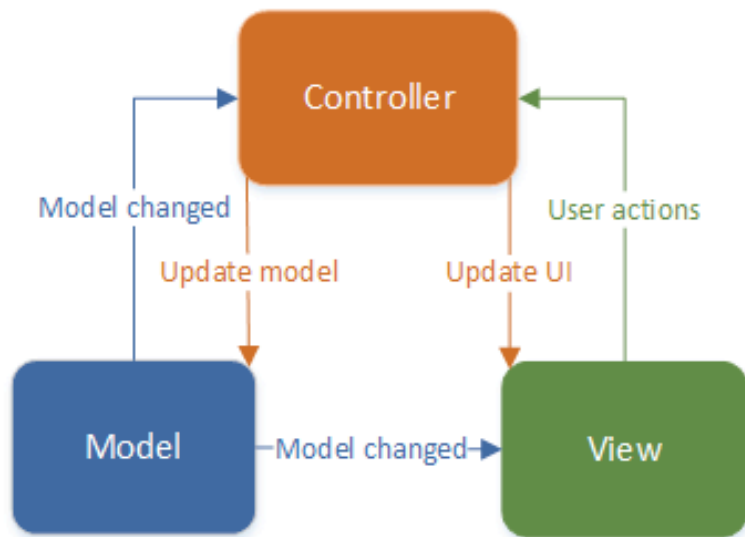 Controller
Model changed
User actions
Update model
Update UI
Model
Model changed
View